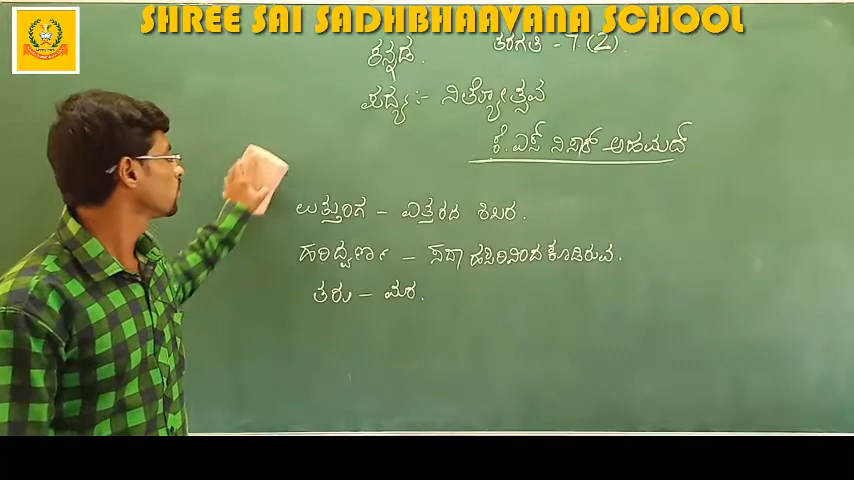 SHREE SAI SADHBHAAVANA SCHOOL
ಕನ್ನಡ. ತರಗತಿ - 7 (2).
ಪದ್ಯ :- ನಿತ್ಯೋತ್ಸವ
ಕೆ. ಎಸ್ ನಿಸಾರ್ ಅಹಮದ್
ಉತ್ತುಂಗ - ಎತ್ತರದ ಶಿಖರ.
ಹರಿದ್ವರ್ಣ - ಸದಾ ಹಸಿರಿನಿಂದ ಕೂಡಿರುವ.
ತರು - ಮರ.